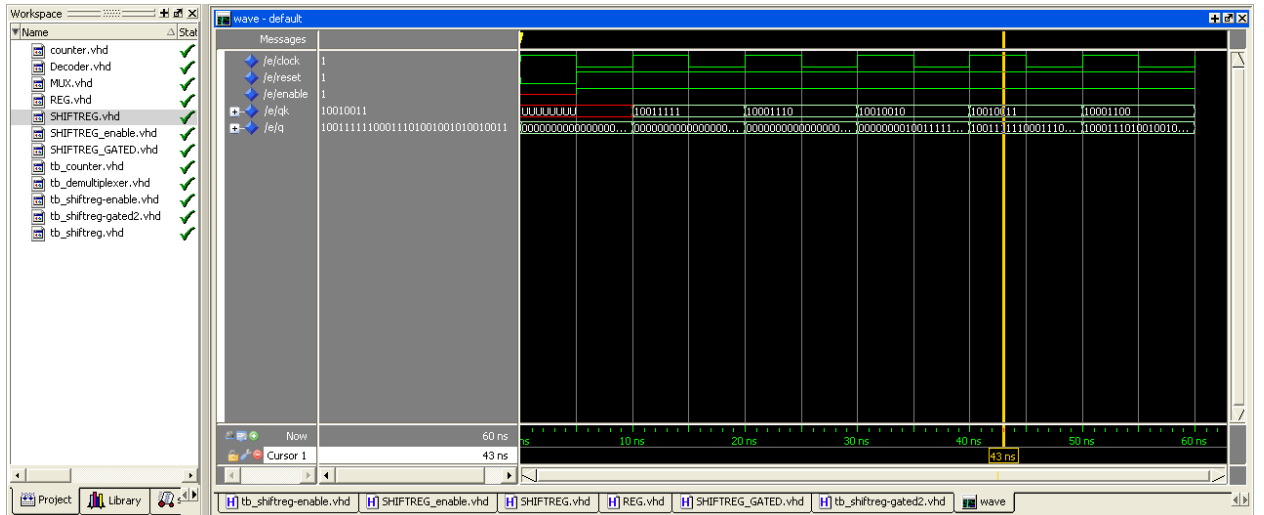 Workspace
wave - default
Name
Stat
counter.vhd
Decoder.vhd
MUX.vhd
REG.vhd
SHIFTREG.vhd
SHIFTREG_enable.vhd
SHIFTREG_GATED.vhd
tb_counter.vhd
tb_demultiplexer.vhd
tb_shiftreg-enable.vhd
tb_shiftreg-gated2.vhd
tb_shiftreg.vhd
Messages
/e/clock 1
/e/reset 1
/e/enable 1
/e/qk 10010011 UUUUUUUU 10011111 10001110 10010010 10010011 10001100
/e/q 10011111100011101001001010010011 0000000000000000... 0000000000000000... 0000000000000000... 0000000010011111... 1001111110001110... 1000111010010010...
Now 60 ns ns 10 ns 20 ns 30 ns 40 ns 50 ns 60 ns
Cursor 1 43 ns 43 ns
Project Library s
tb_shiftreg-enable.vhd SHIFTREG_enable.vhd SHIFTREG.vhd REG.vhd SHIFTREG_GATED.vhd tb_shiftreg-gated2.vhd wave